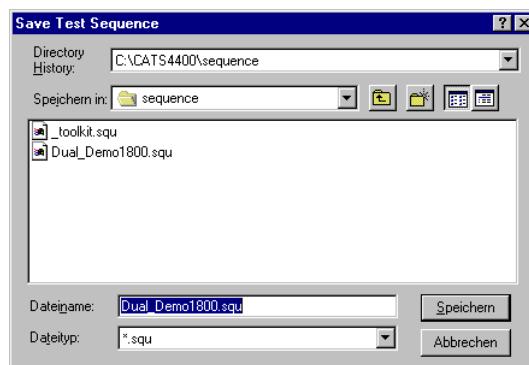 Save Test Sequence
Directory History: C:\CATS4400\sequence
Speichern in: sequence
_toolkit.squ
Dual_Demo1800.squ
Dateiname: Dual_Demo1800.squ Speichern
Dateityp: *.squ Abbrechen